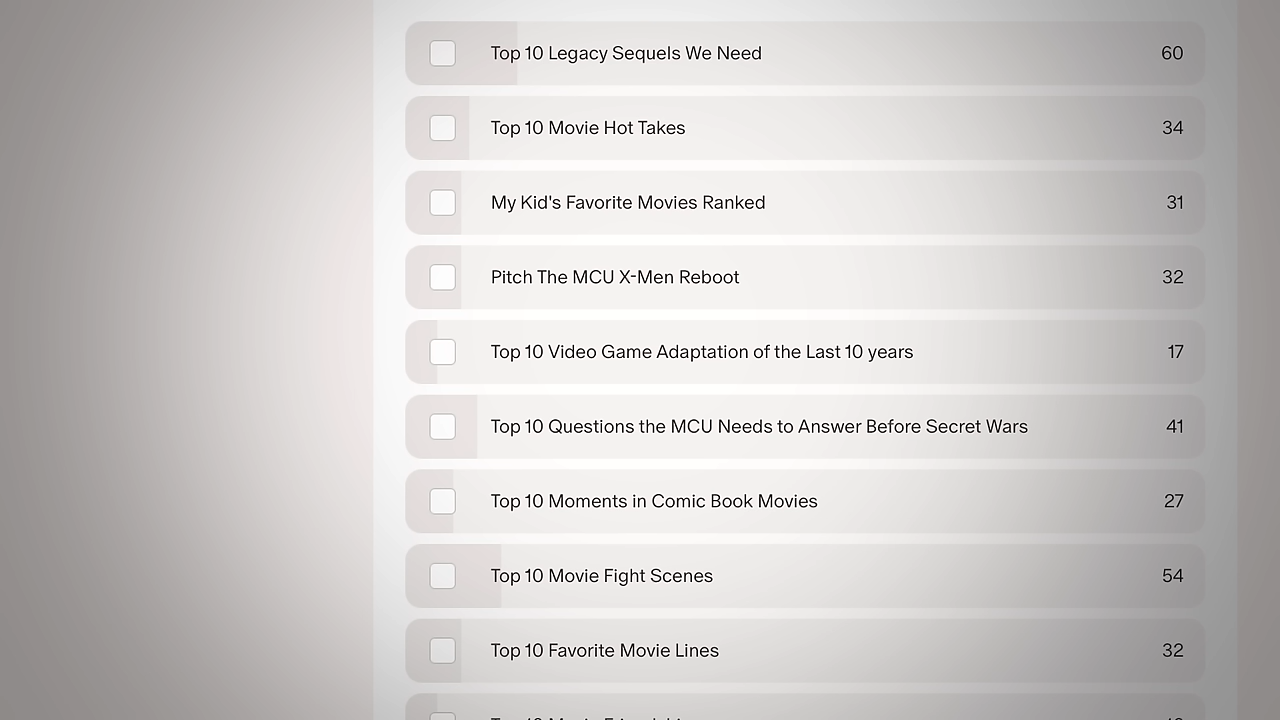 Top 10 Legacy Sequels We Need 60
Top 10 Movie Hot Takes 34
My Kid's Favorite Movies Ranked 31
Pitch The MCU X-Men Reboot 32
Top 10 Video Game Adaptation of the Last 10 years 17
Top 10 Questions the MCU Needs to Answer Before Secret Wars 41
Top 10 Moments in Comic Book Movies 27
Top 10 Movie Fight Scenes 54
Top 10 Favorite Movie Lines 32
Top 10 Movie